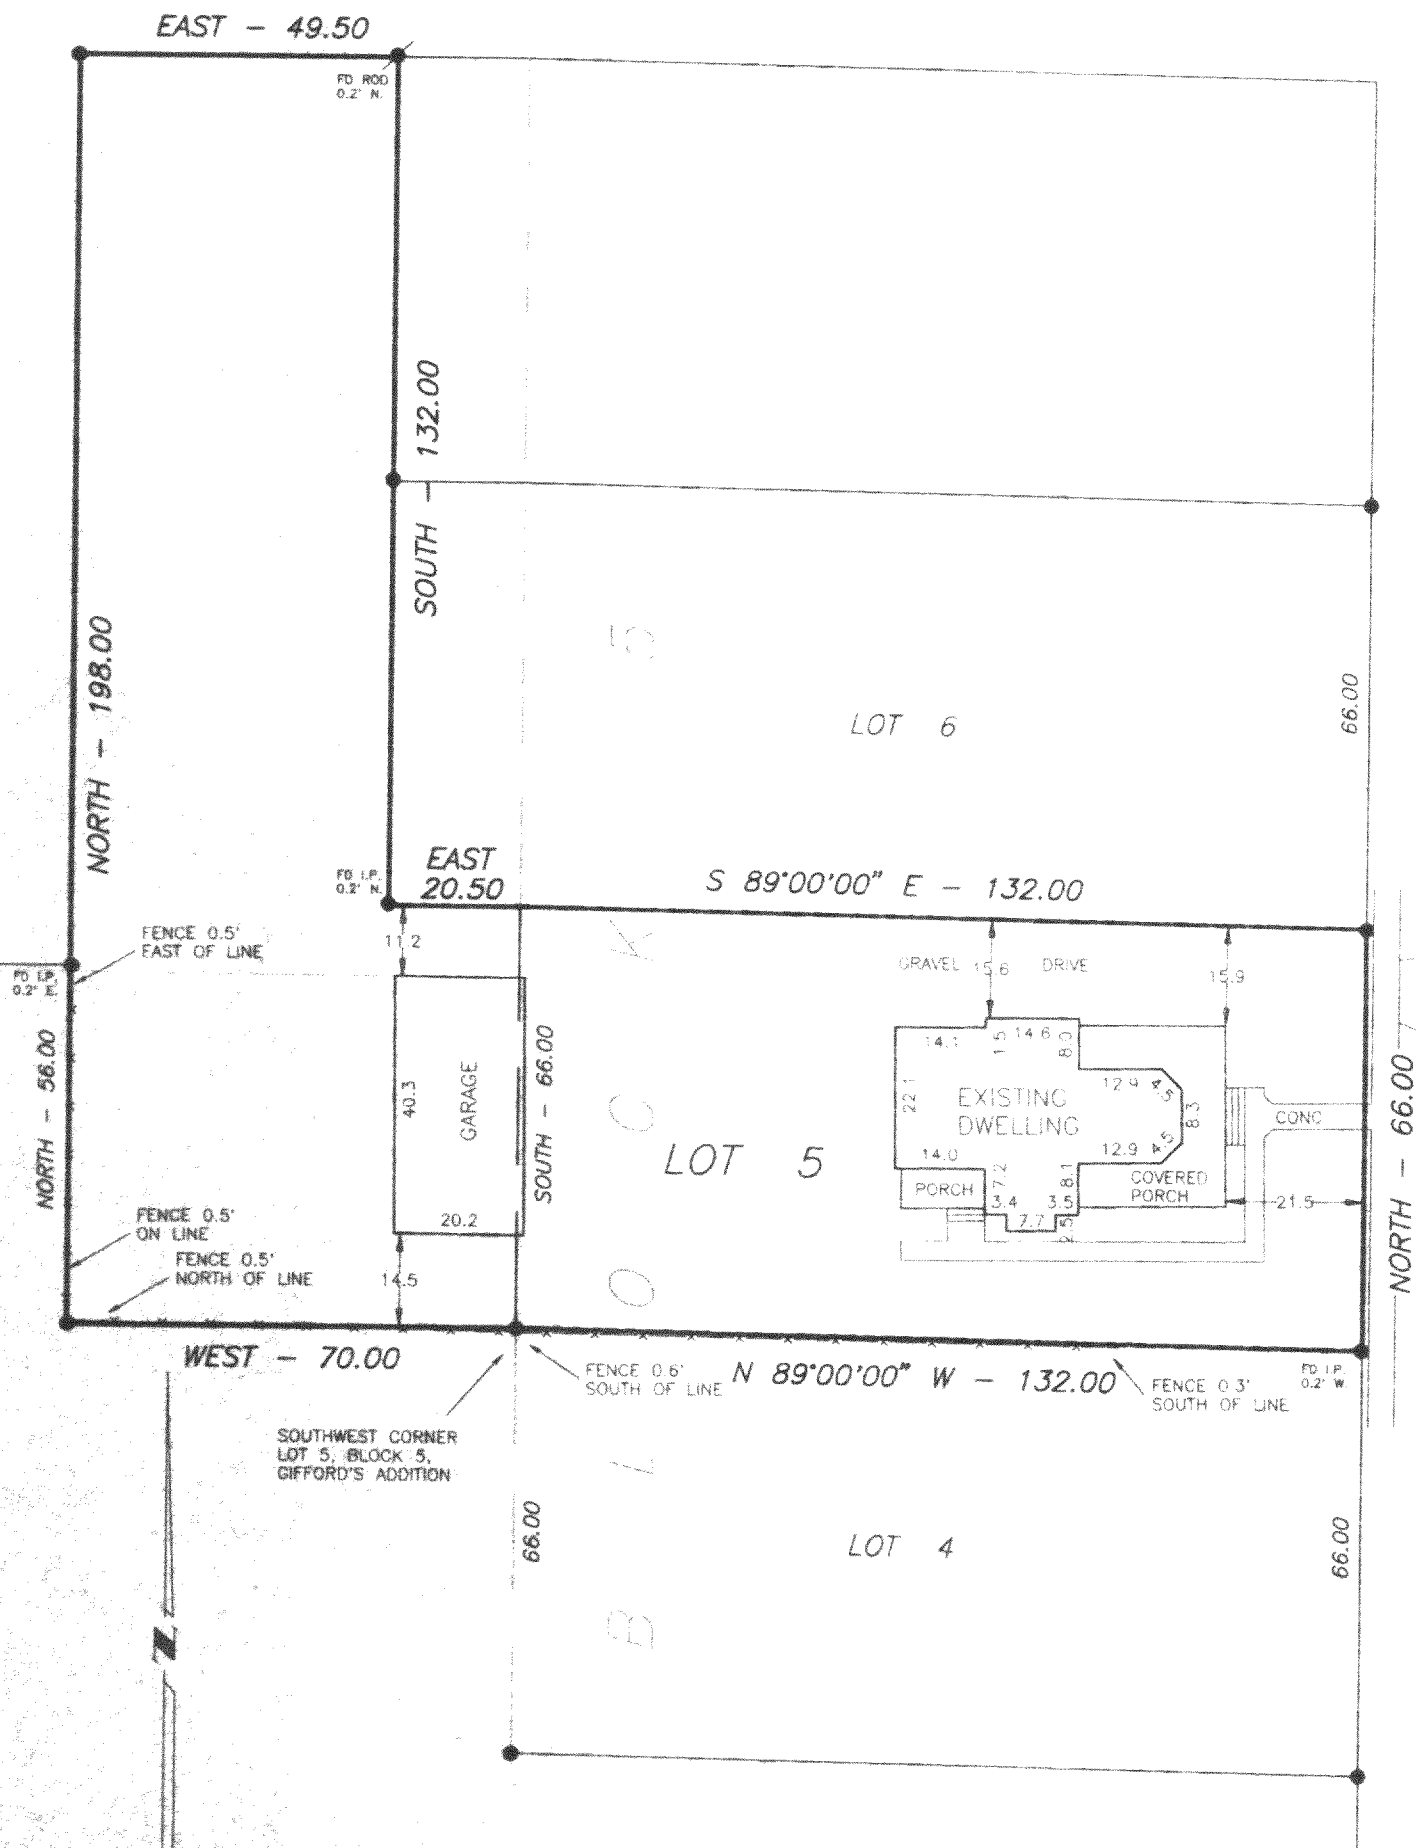 EAST - 49.50
FD ROD
0.2' N.
SOUTH - 132.00
NORTH - 198.00
5
LOT 6
66.00
FD I.P.
0.2' N.
EAST
20.50
S 89°00'00" E - 132.00
FENCE 0.5'
EAST OF LINE
FD I.P.
0.2' E.
11.2
GRAVEL DRIVE
15.6
15.9
NORTH - 56.00
40.3
GARAGE
20.2
14.5
SOUTH - 66.00
LOT 5
14.1
1.5
14.6
8.0
22.1
EXISTING
DWELLING
12.9
4.5
8.3
4.5
12.9
14.0
7.2
8.1
PORCH
3.4
3.5
7.7
2.5
COVERED
PORCH
CONC
21.5
NORTH - 66.00
FENCE 0.5'
ON LINE
FENCE 0.5'
NORTH OF LINE
WEST - 70.00
FENCE 0.6'
SOUTH OF LINE
N 89°00'00" W - 132.00
FENCE 0.3'
SOUTH OF LINE
FD I.P.
0.2' W.
SOUTHWEST CORNER
LOT 5, BLOCK 5,
GIFFORD'S ADDITION
66.00
LOT 4
66.00
BLOCK
N